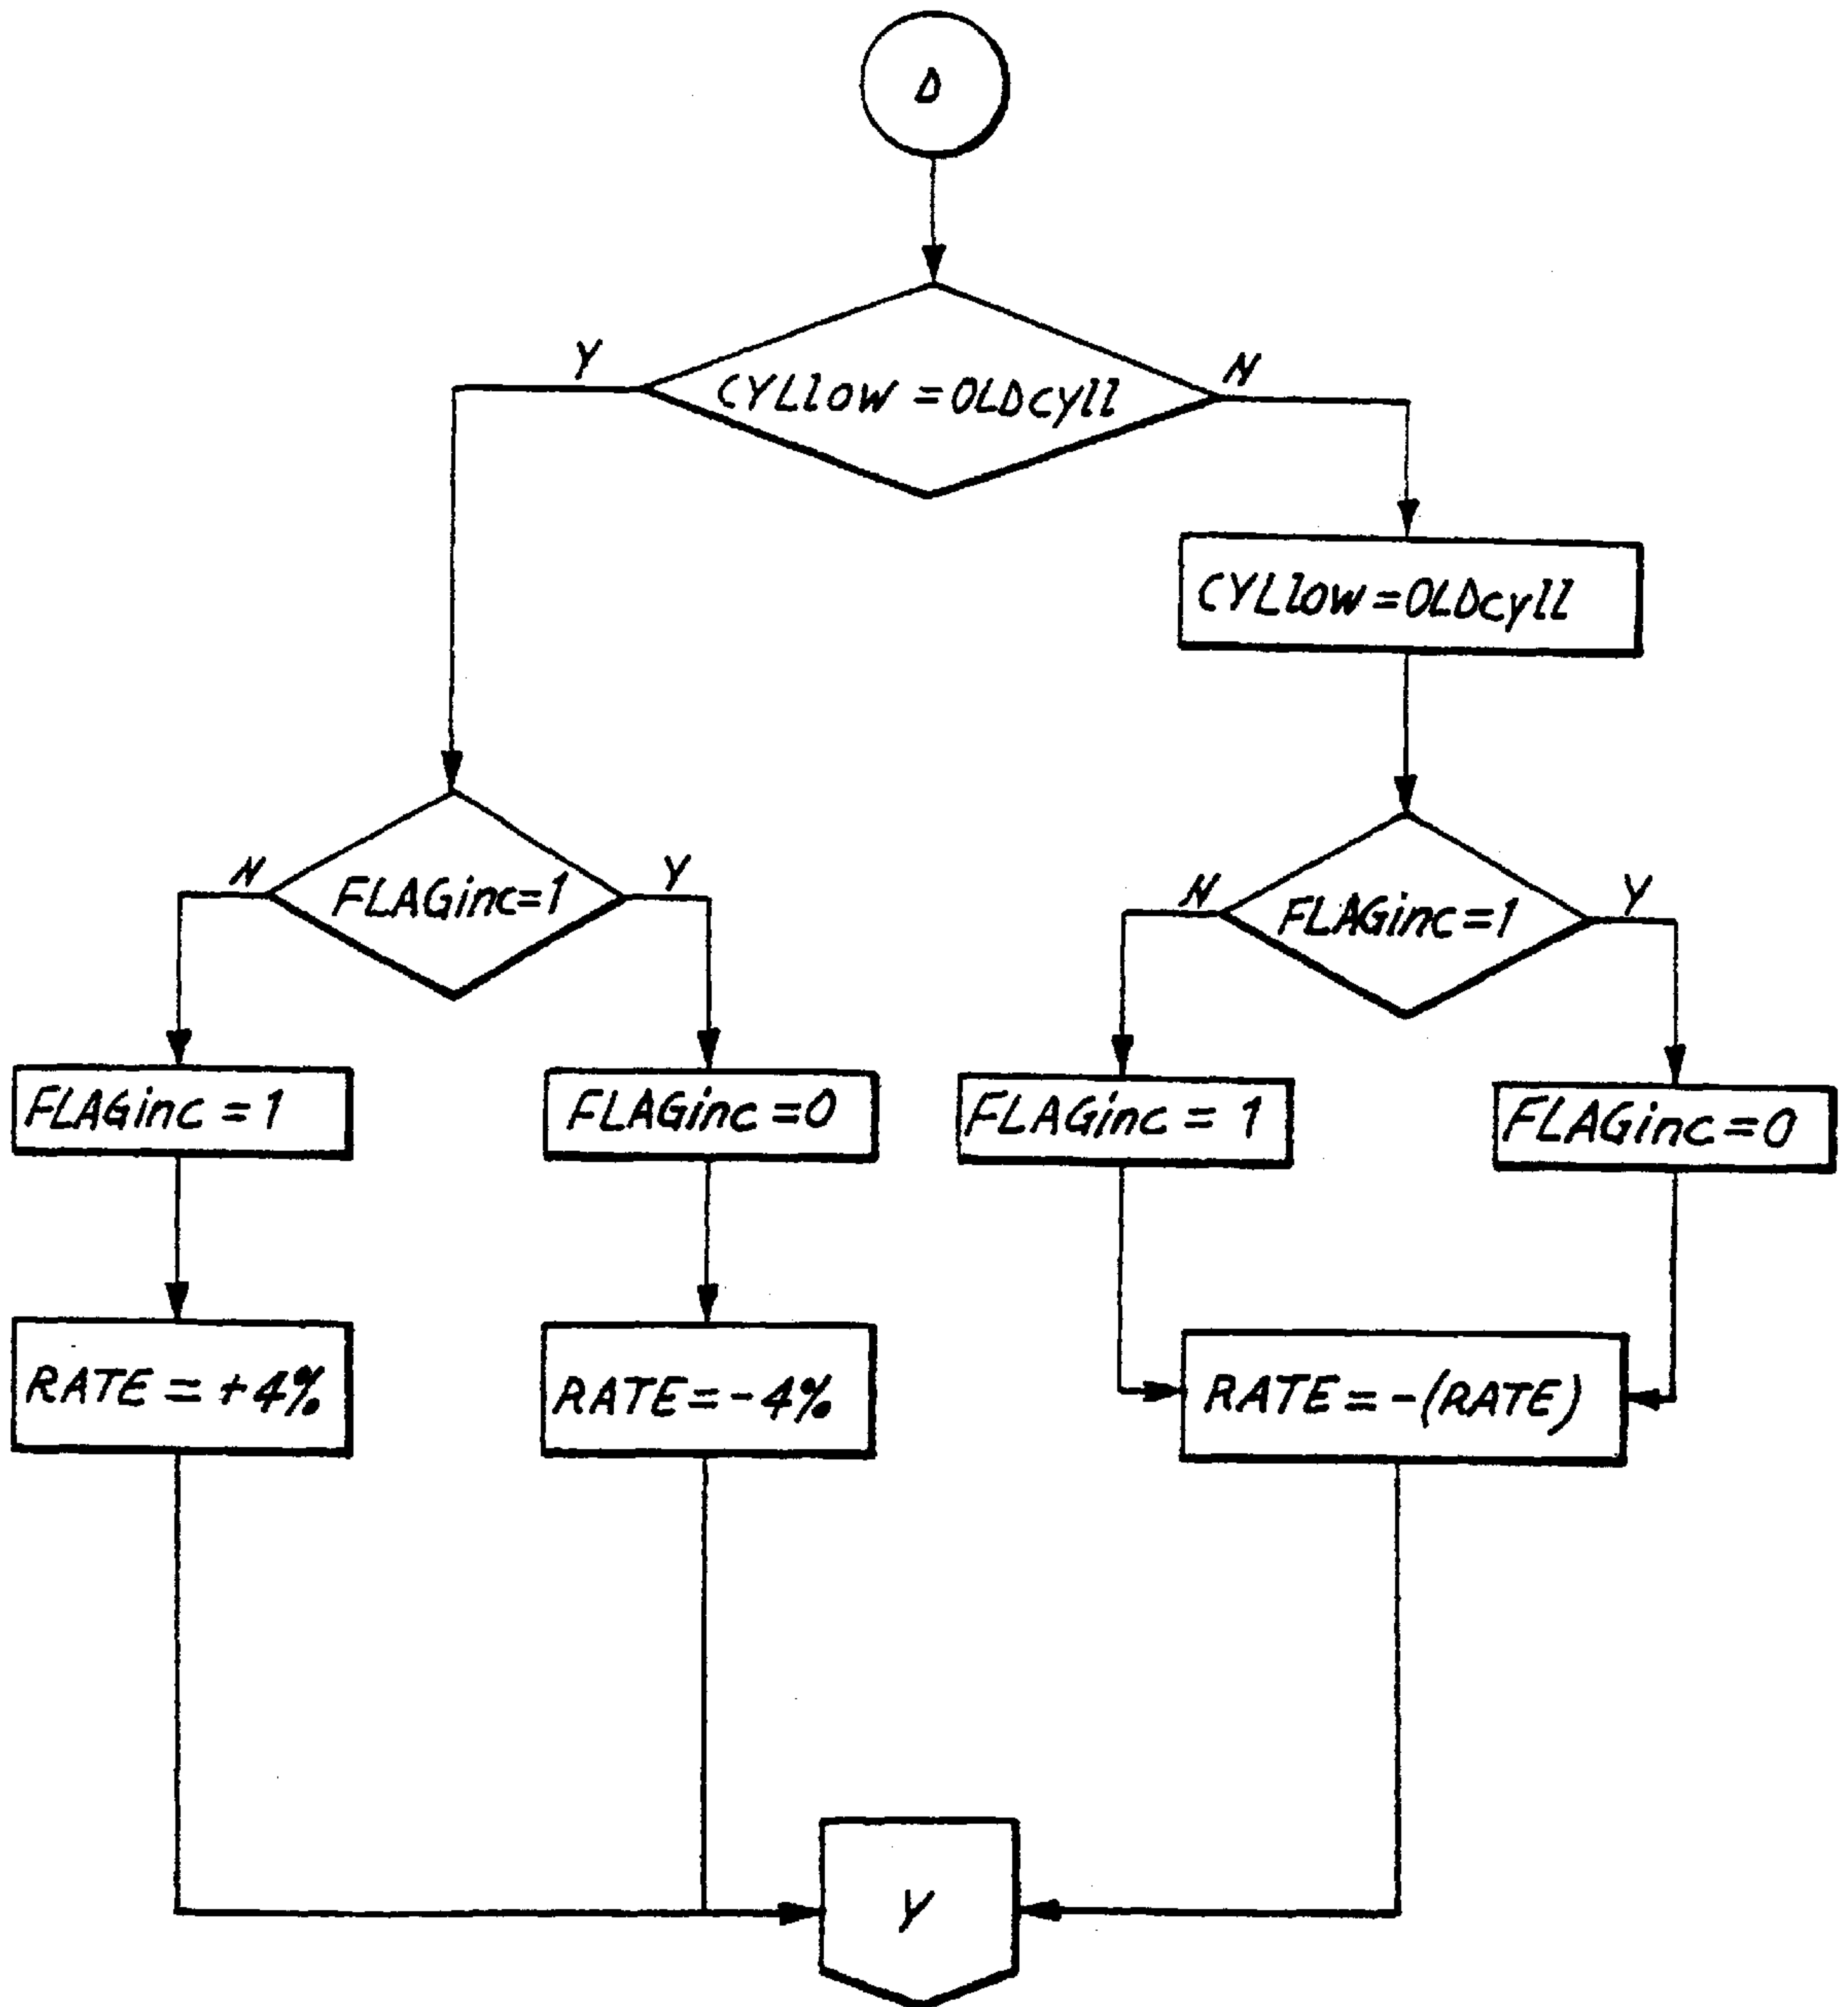 D
Y
N
CYLlow = OLDcyll
CYLlow = OLDcyll
N
FLAGinc=1
Y
N
FLAGinc=1
Y
FLAGinc = 1
FLAGinc =0
FLAGinc = 1
FLAGinc =0
RATE = +4%
RATE = -4%
RATE = -(RATE)
Y